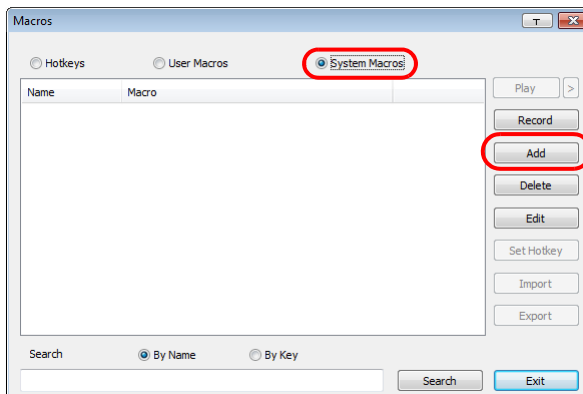 Macros
Hotkeys User Macros System Macros
Name Macro
Play >
Record
Add
Delete
Edit
Set Hotkey
Import
Export
Search By Name By Key
Search Exit